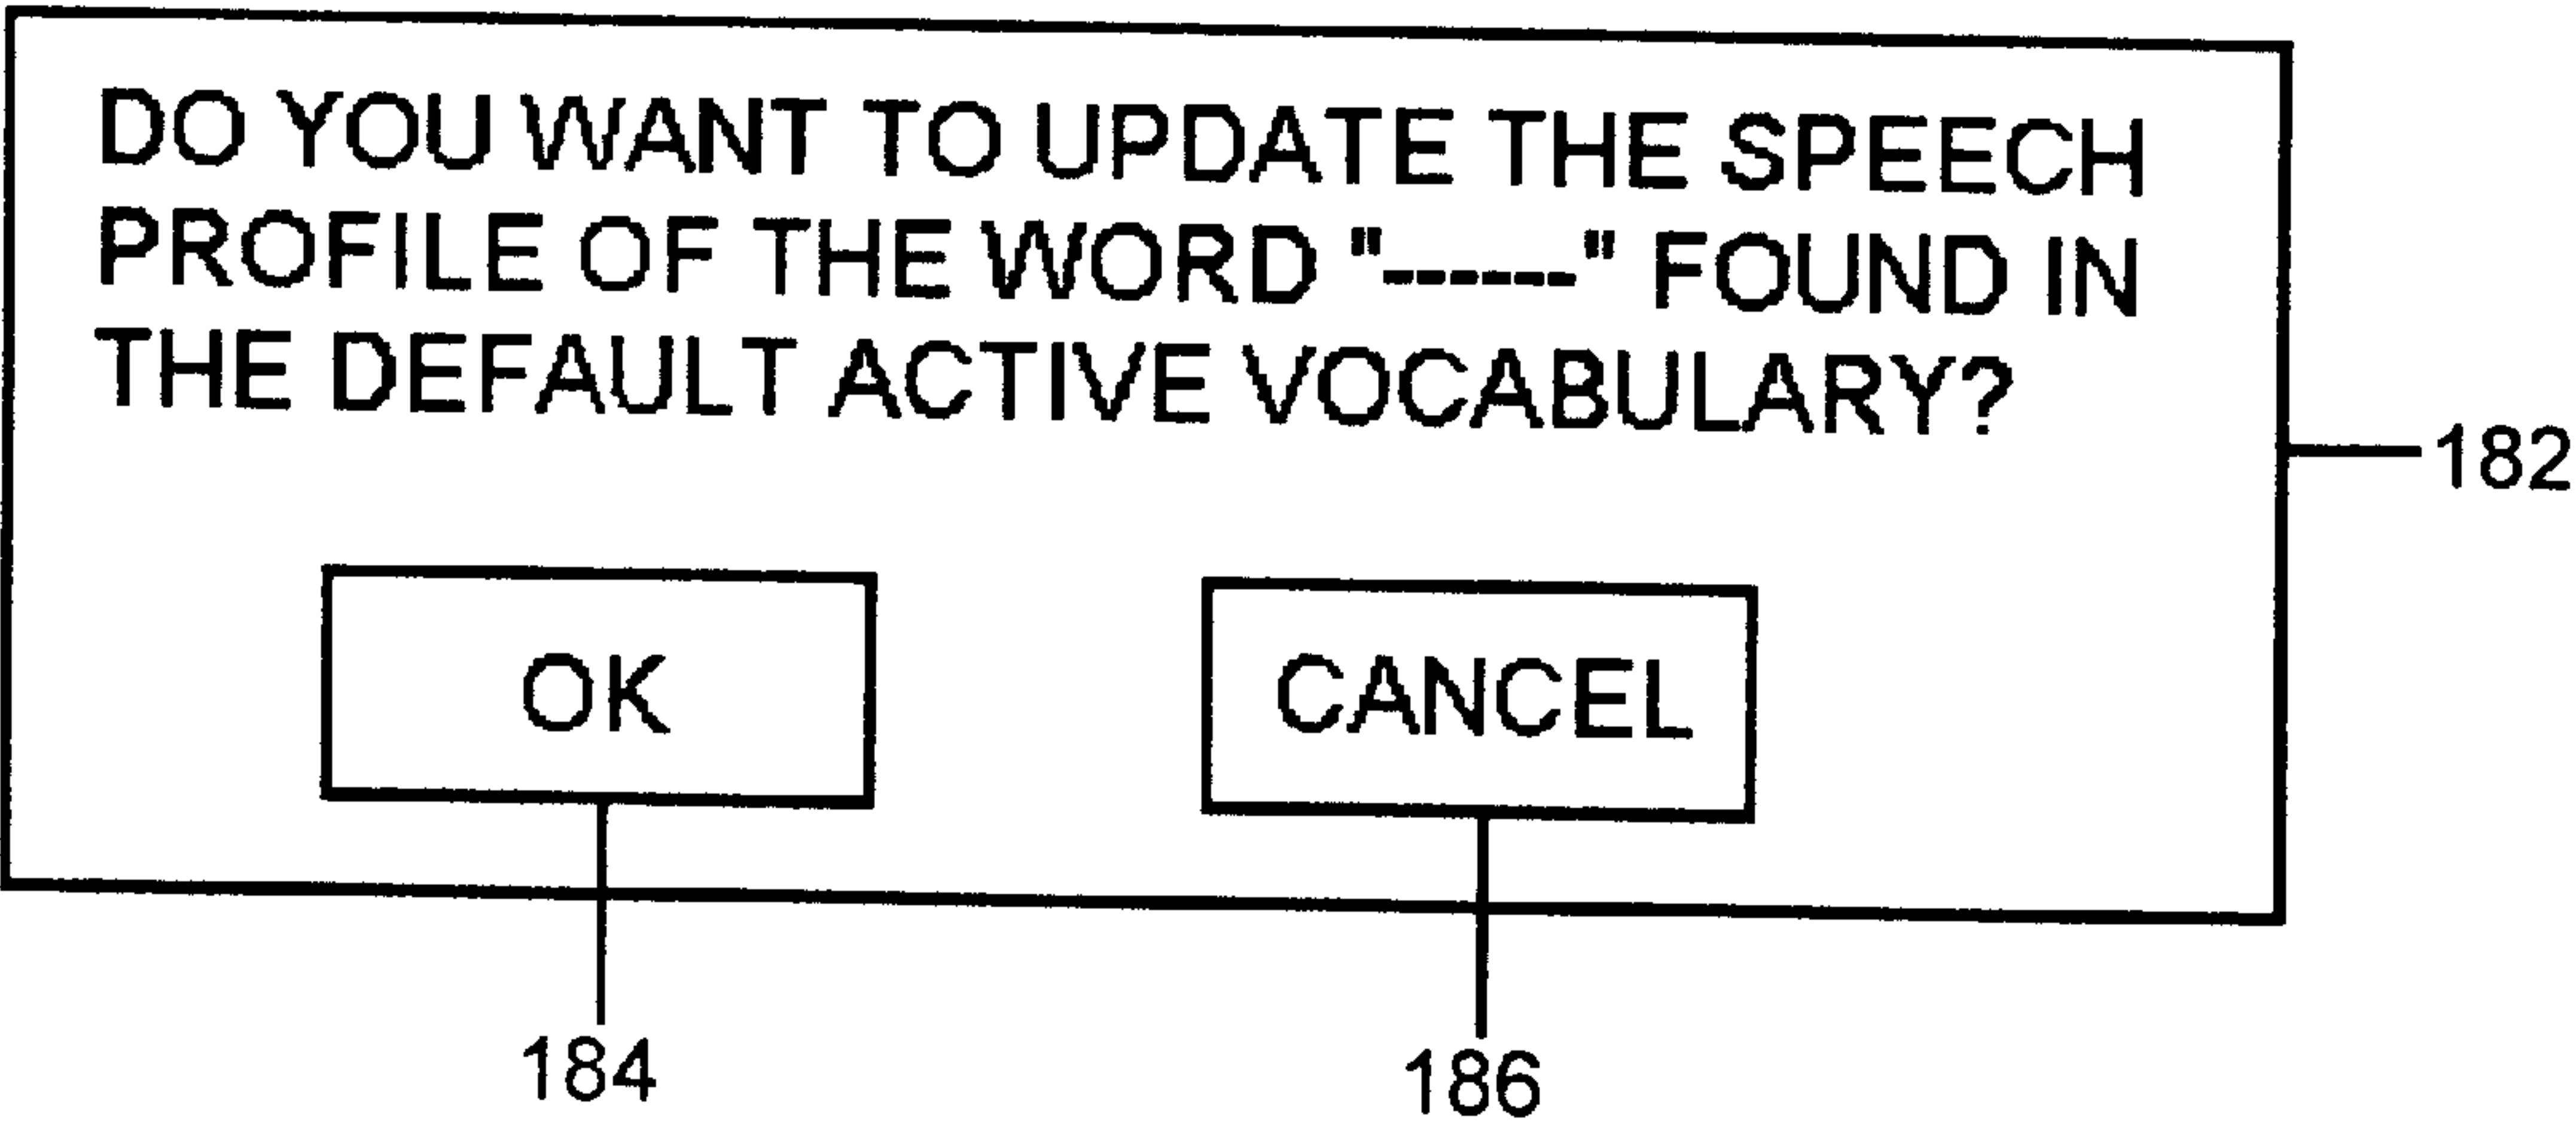 DO YOU WANT TO UPDATE THE SPEECH
PROFILE OF THE WORD "------" FOUND IN
THE DEFAULT ACTIVE VOCABULARY?
182
OK
CANCEL
184
186